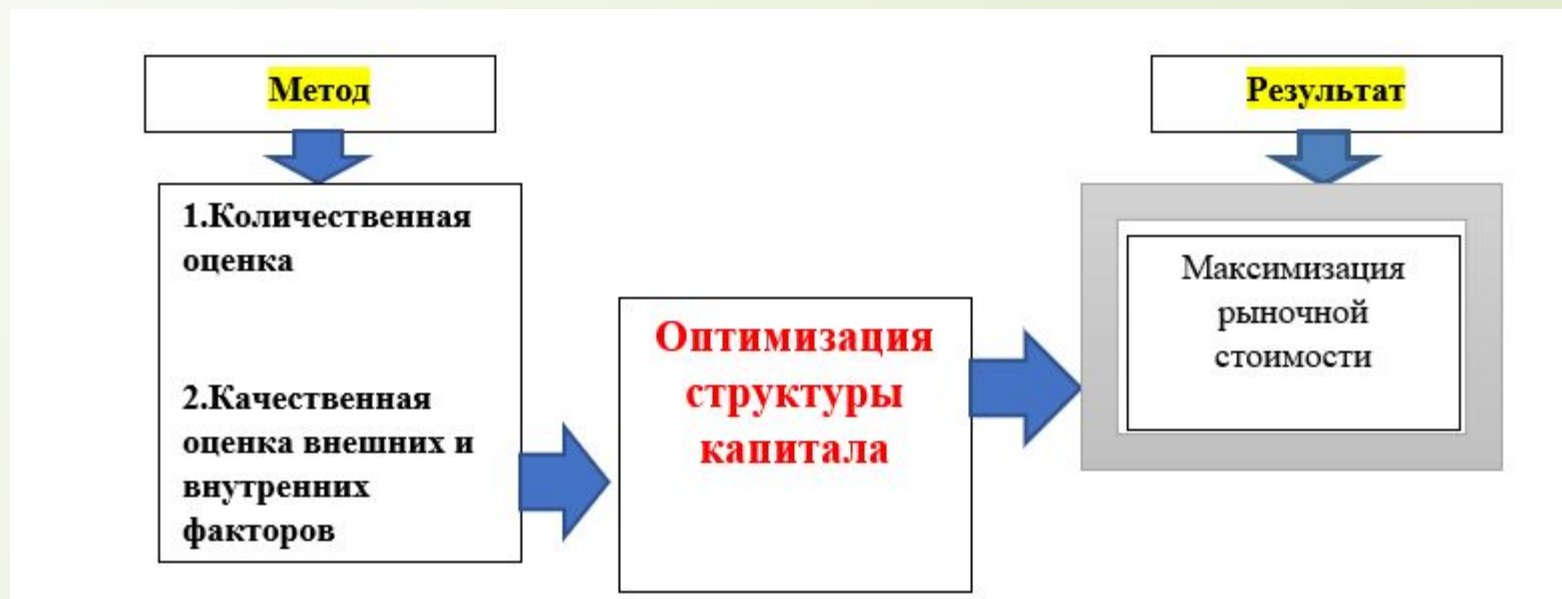 Метод
1.Количественная
оценка
2.Качественная
оценка внешних и
внутренних
факторов
Оптимизация
структуры
капитала
Результат
Максимизация
рыночной
стоимости